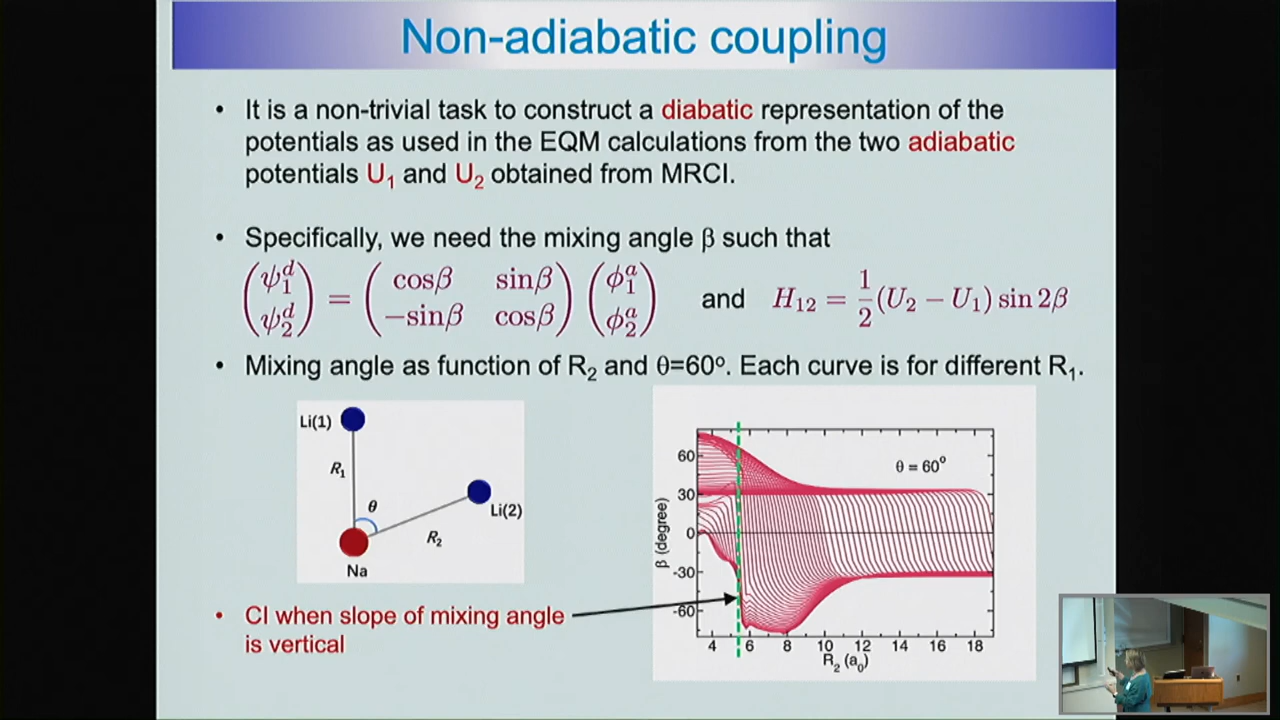 Non-adiabatic coupling
• It is a non-trivial task to construct a diabatic representation of the
potentials as used in the EQM calculations from the two adiabatic
potentials U₁ and U₂ obtained from MRCI.
• Specifically, we need the mixing angle β such that
(ψ₁ᵈ ψ₂ᵈ) = (cosβ sinβ −sinβ cosβ) (ϕ₁ᵃ ϕ₂ᵃ) and H₁₂ = 1/2 (U₂ − U₁) sin 2β
• Mixing angle as function of R₂ and θ=60º. Each curve is for different R₁.
Li(1)
R₁
θ
Li(2)
R₂
Na
θ = 60º
60
30
0
-30
-60
β (degree)
4 6 8 10 12 14 16 18
R₂ (a₀)
• CI when slope of mixing angle
is vertical